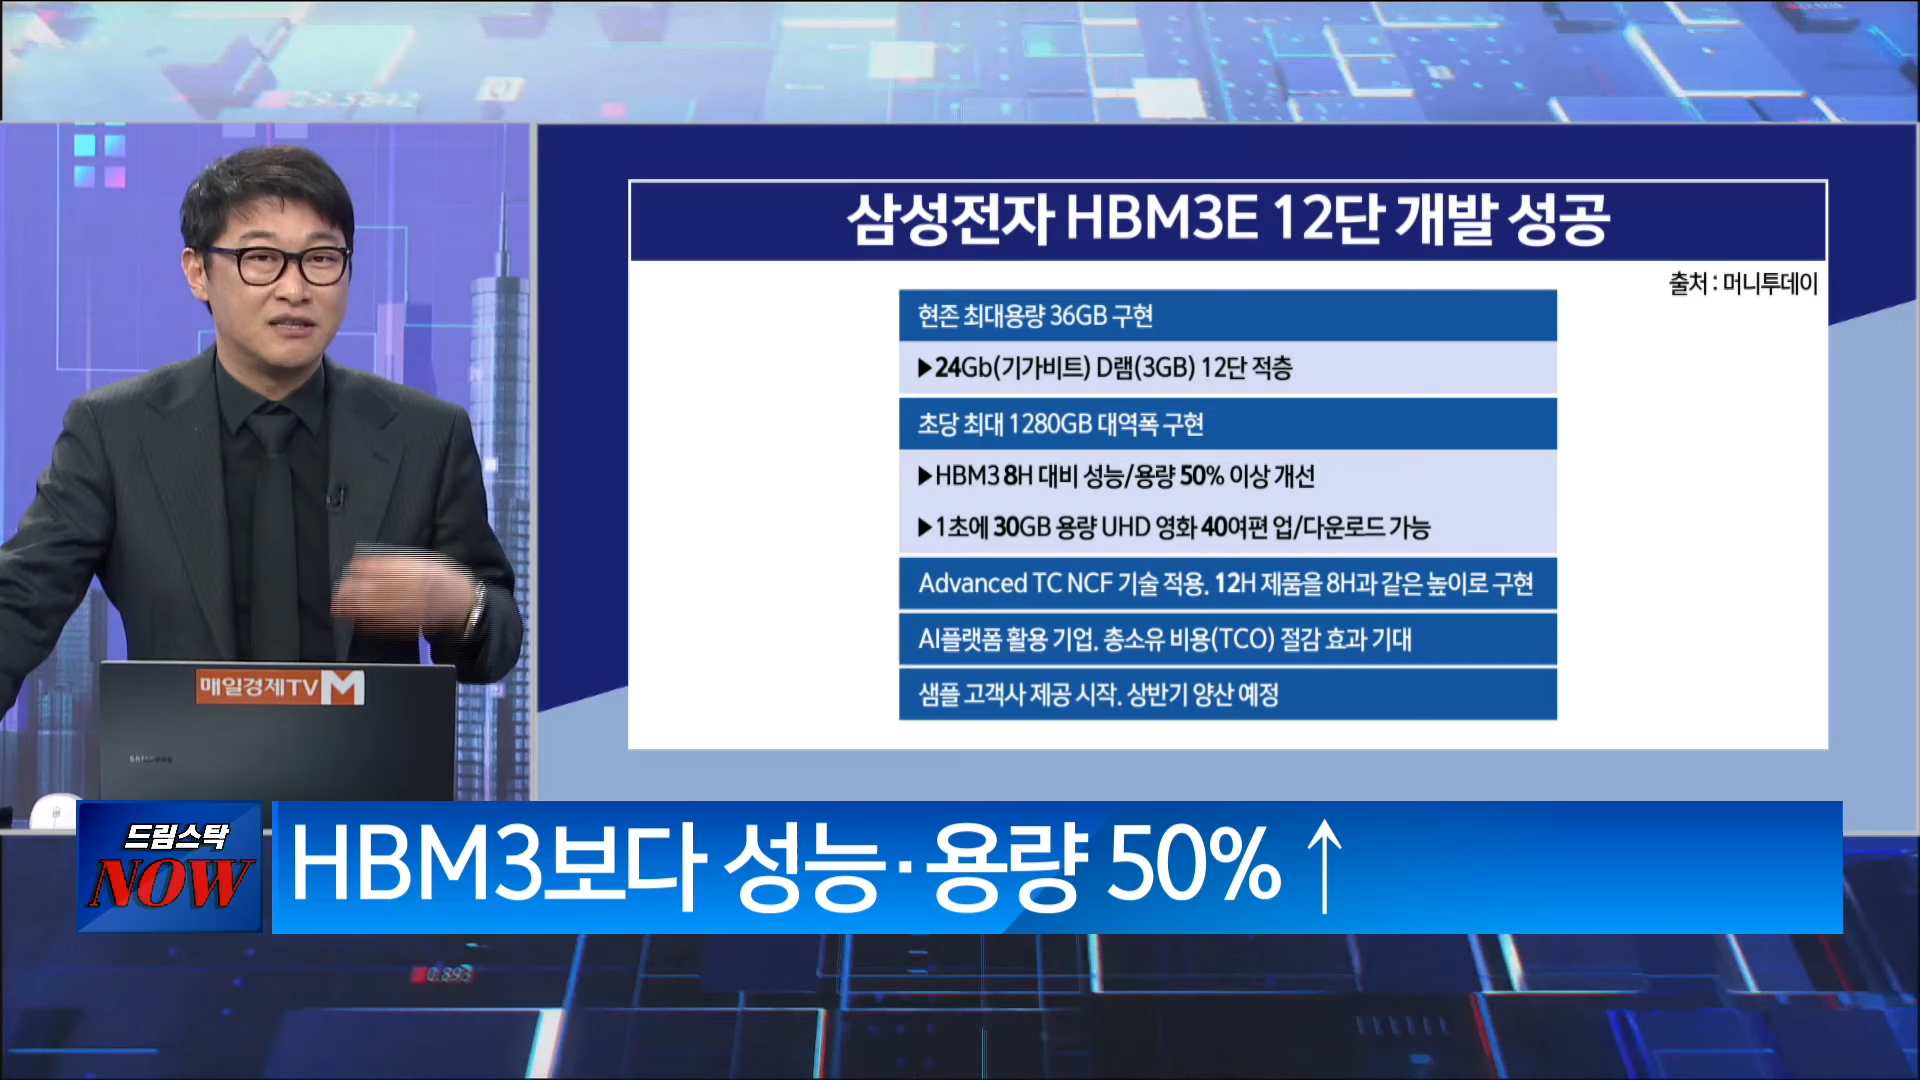 삼성전자 HBM3E 12단 개발 성공
출처 : 머니투데이
현존 최대용량 36GB 구현
▶24Gb(기가비트) D램(3GB) 12단 적층
초당 최대 1280GB 대역폭 구현
▶HBM3 8H 대비 성능/용량 50% 이상 개선
▶1초에 30GB 용량 UHD 영화 40여편 업/다운로드 가능
Advanced TC NCF 기술 적용. 12H 제품을 8H과 같은 높이로 구현
AI플랫폼 활용 기업. 총소유 비용(TCO) 절감 효과 기대
샘플 고객사 제공 시작. 상반기 양산 예정
매일경제TV M
SAMSUNG
드림스탁
NOW
HBM3보다 성능·용량 50% ↑
0.893